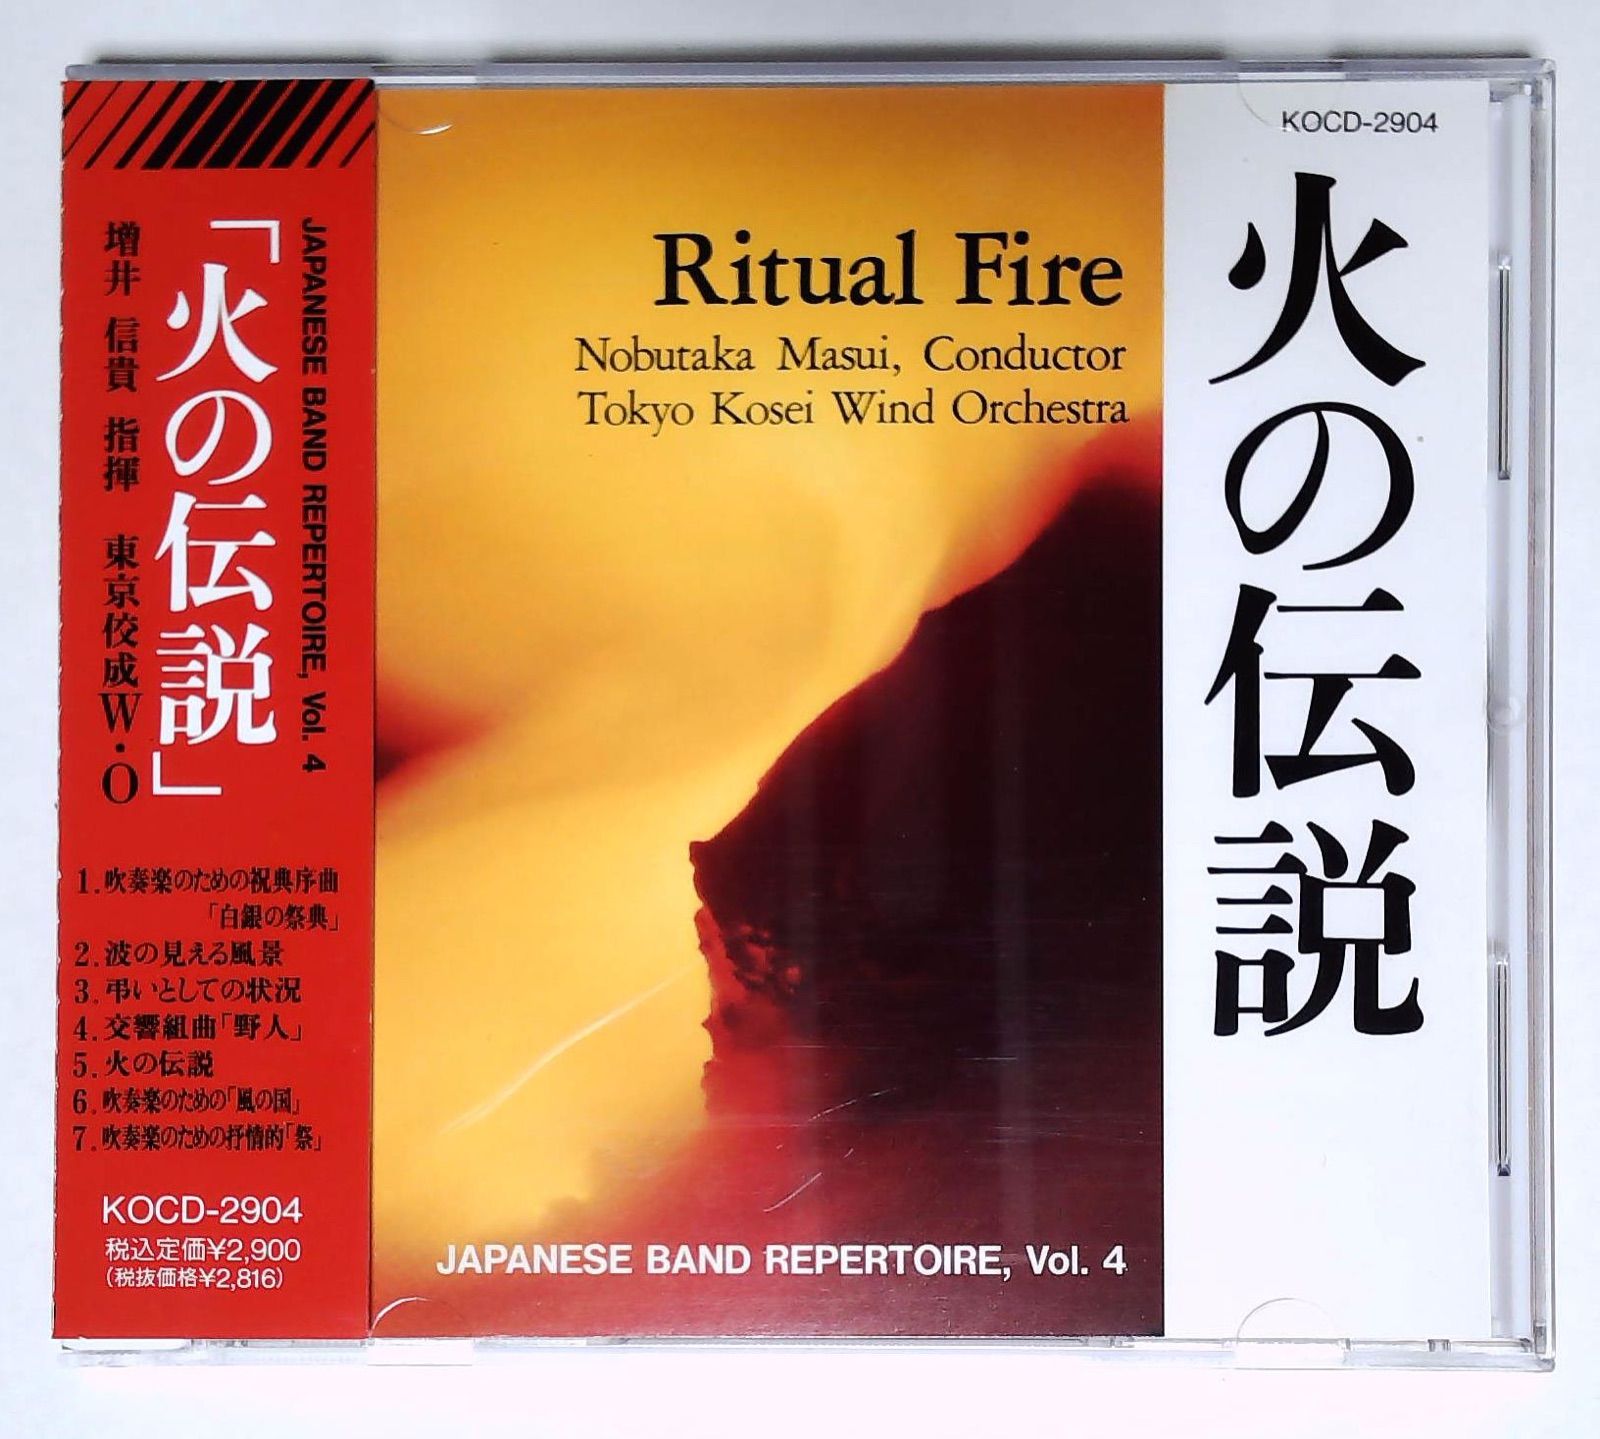 JAPANESE BAND REPERTOIRE, Vol. 4
「火の伝説」
増井 信貴 指揮 東京佼成W・O
1.吹奏楽のための祝典序曲
「白銀の祭典」
2.波の見える風景
3.弔いとしての状況
4.交響組曲「野人」
5.火の伝説
6.吹奏楽のための「風の国」
7.吹奏楽のための抒情的「祭」
KOCD-2904
税込定価¥2,900
(税抜価格¥2,816)
Ritual Fire
Nobutaka Masui, Conductor
Tokyo Kosei Wind Orchestra
JAPANESE BAND REPERTOIRE, Vol. 4
KOCD-2904
火の伝説